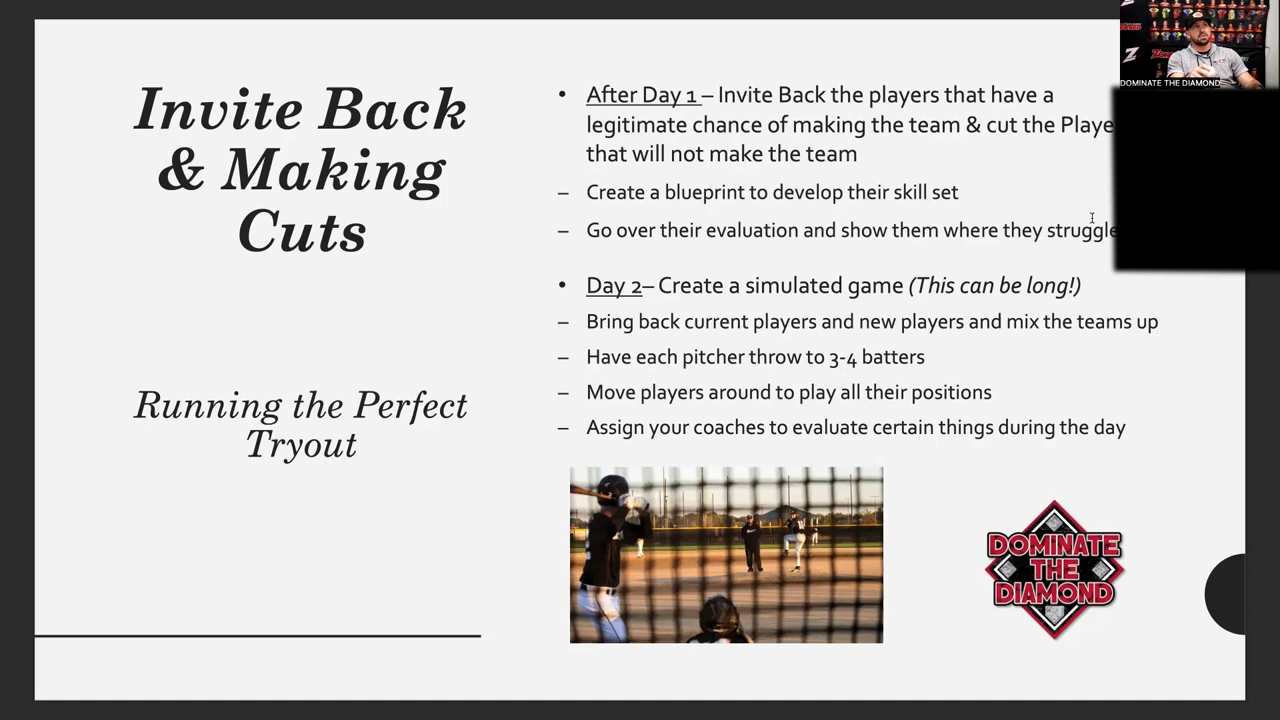 DOMINATE THE DIAMOND
Invite Back
& Making
Cuts
Running the Perfect
Tryout
• After Day 1 – Invite Back the players that have a
legitimate chance of making the team & cut the
that will not make the team
– Create a blueprint to develop their skill set
– Go over their evaluation and show them where they struggle
• Day 2– Create a simulated game (This can be long!)
– Bring back current players and new players and mix the teams up
– Have each pitcher throw to 3-4 batters
– Move players around to play all their positions
– Assign your coaches to evaluate certain things during the day
DOMINATE
THE
DIAMOND